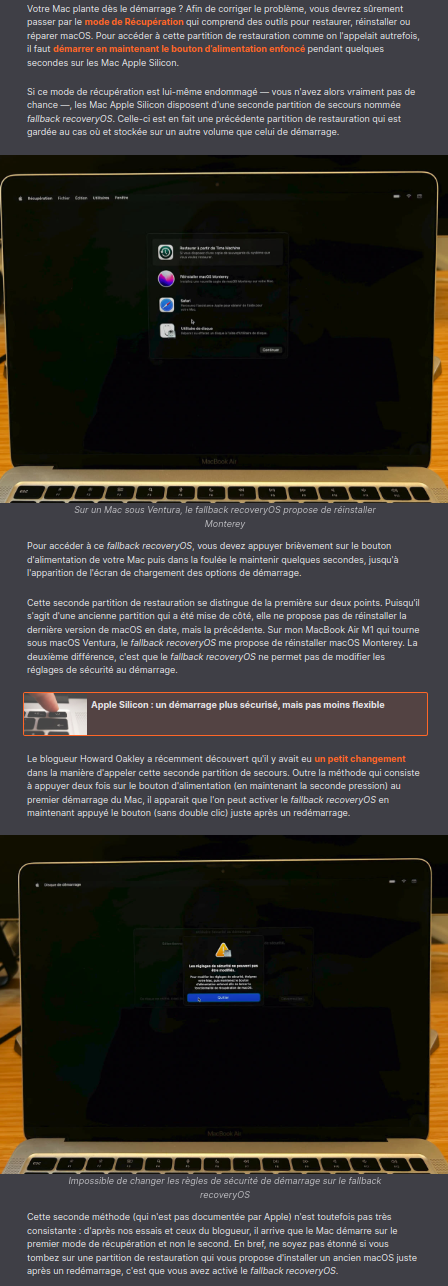 Votre Mac plante dès le démarrage ? Afin de corriger le problème, vous devrez sûrement
passer par le mode de Récupération qui comprend des outils pour restaurer, réinstaller ou
réparer macOS. Pour accéder à cette partition de restauration comme on l'appelait autrefois,
il faut démarrer en maintenant le bouton d'alimentation enfoncé pendant quelques
secondes sur les Mac Apple Silicon.
Si ce mode de récupération est lui-même endommagé — vous n'avez alors vraiment pas de
chance —, les Mac Apple Silicon disposent d'une seconde partition de secours nommée
fallback recoveryOS. Celle-ci est en fait une précédente partition de restauration qui est
gardée au cas où et stockée sur un autre volume que celui de démarrage.
Récupération Fichier Édition Utilitaires Fenêtre
Restaurer à partir de Time Machine
Réinstaller macOS Monterey
Safari
Utilitaire de disque
Continuer
MacBook Air
Sur un Mac sous Ventura, le fallback recoveryOS propose de réinstaller
Monterey
Pour accéder à ce fallback recoveryOS, vous devez appuyer brièvement sur le bouton
d'alimentation de votre Mac puis dans la foulée le maintenir quelques secondes, jusqu'à
l'apparition de l'écran de chargement des options de démarrage.
Cette seconde partition de restauration se distingue de la première sur deux points. Puisqu'il
s'agit d'une ancienne partition qui a été mise de côté, elle ne propose pas de réinstaller la
dernière version de macOS en date, mais la précédente. Sur mon MacBook Air M1 qui tourne
sous macOS Ventura, le fallback recoveryOS me propose de réinstaller macOS Monterey. La
deuxième différence, c'est que le fallback recoveryOS ne permet pas de modifier les
réglages de sécurité au démarrage.
Apple Silicon : un démarrage plus sécurisé, mais pas moins flexible
Le blogueur Howard Oakley a récemment découvert qu'il y avait eu un petit changement
dans la manière d'appeler cette seconde partition de secours. Outre la méthode qui consiste
à appuyer deux fois sur le bouton d'alimentation (en maintenant la seconde pression) au
premier démarrage du Mac, il apparait que l'on peut activer le fallback recoveryOS en
maintenant appuyé le bouton (sans double clic) juste après un redémarrage.
Disque de démarrage
Les réglages de sécurité ne peuvent pas
être modifiés.
Quitter
MacBook Air
Impossible de changer les règles de sécurité de démarrage sur le fallback
recoveryOS
Cette seconde méthode (qui n'est pas documentée par Apple) n'est toutefois pas très
consistante : d'après nos essais et ceux du blogueur, il arrive que le Mac démarre sur le
premier mode de récupération et non le second. En bref, ne soyez pas étonné si vous
tombez sur une partition de restauration qui vous propose d'installer un ancien macOS juste
après un redémarrage, c'est que vous avez activé le fallback recoveryOS.